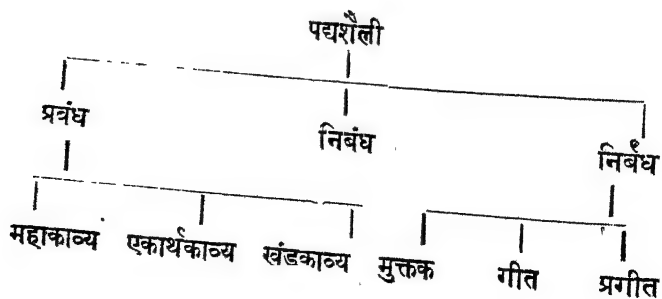 पद्यशैली
प्रबंध निबंध निर्बंध
महाकाव्य एकार्थकाव्य खंडकाव्य मुक्तक गीत प्रगीत